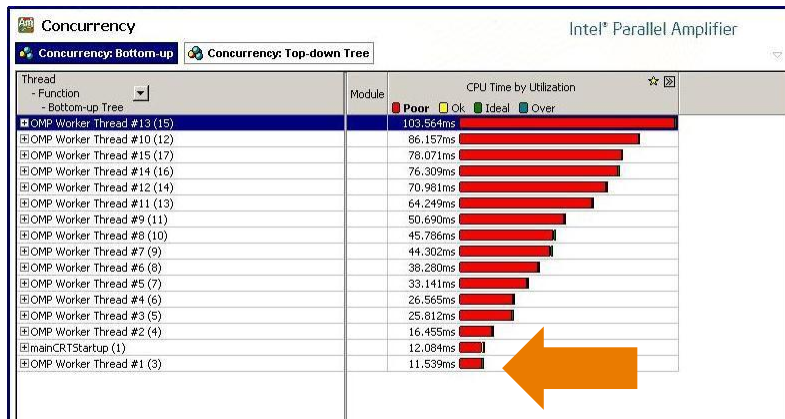 Concurrency
Intel® Parallel Amplifier
Concurrency: Bottom-up Concurrency: Top-down Tree
Thread
- Function
- Bottom-up Tree
Module
CPU Time by Utilization
Poor Ok Ideal Over
OMP Worker Thread #13 (15) 103.564ms
OMP Worker Thread #10 (12) 86.157ms
OMP Worker Thread #15 (17) 78.071ms
OMP Worker Thread #14 (16) 76.309ms
OMP Worker Thread #12 (14) 70.981ms
OMP Worker Thread #11 (13) 64.249ms
OMP Worker Thread #9 (11) 50.690ms
OMP Worker Thread #8 (10) 45.786ms
OMP Worker Thread #7 (9) 44.302ms
OMP Worker Thread #6 (8) 38.280ms
OMP Worker Thread #5 (7) 33.141ms
OMP Worker Thread #4 (6) 26.565ms
OMP Worker Thread #3 (5) 25.812ms
OMP Worker Thread #2 (4) 16.455ms
mainCRTStartup (1) 12.084ms
OMP Worker Thread #1 (3) 11.539ms